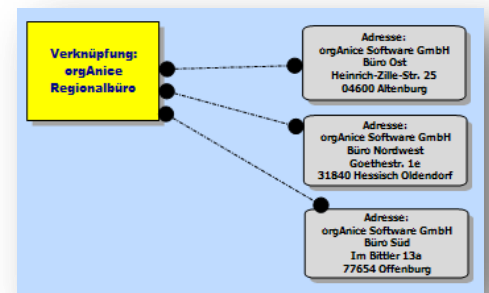 Verknüpfung:
orgAnice
Regionalbüro
Adresse:
orgAnice Software GmbH
Büro Ost
Heinrich-Zille-Str. 25
04600 Altenburg
Adresse:
orgAnice Software GmbH
Büro Nordwest
Goethestr. 1e
31840 Hessisch Oldendorf
Adresse:
orgAnice Software GmbH
Büro Süd
Im Bittler 13a
77654 Offenburg